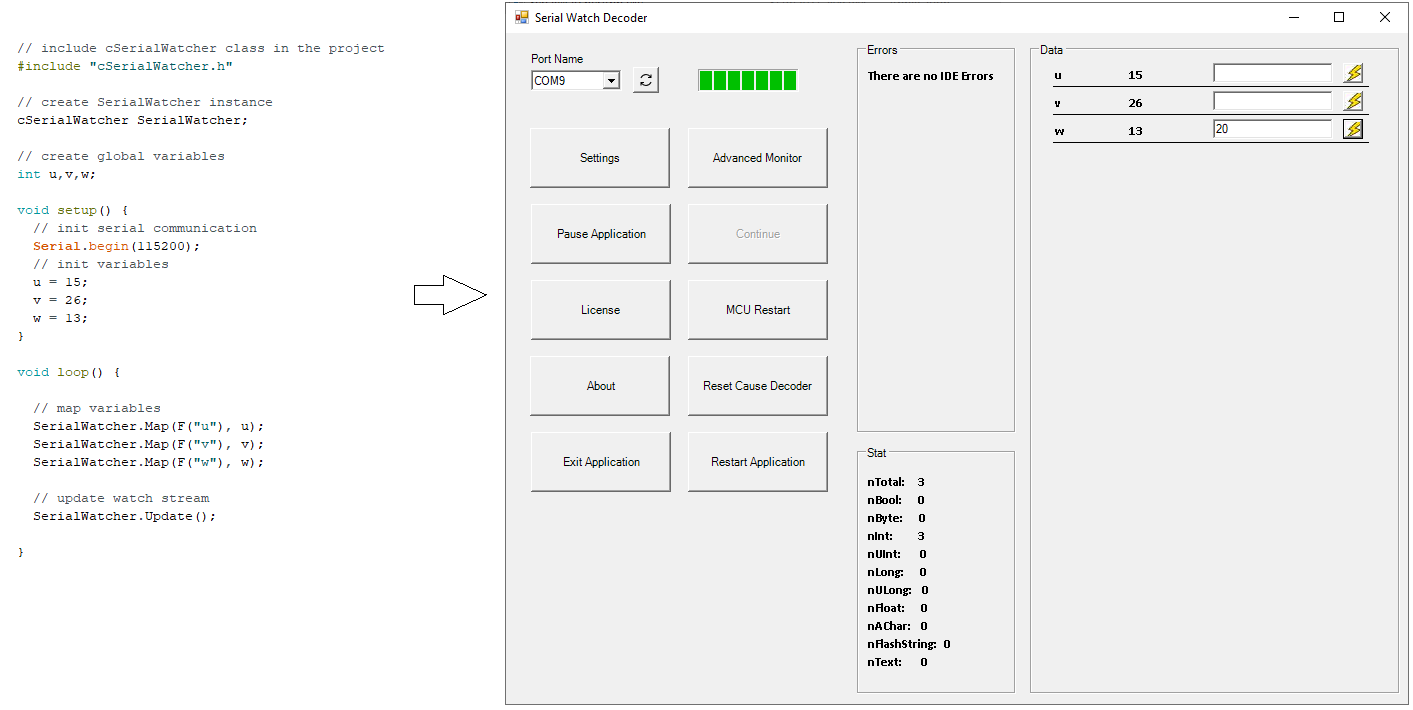 // include cSerialWatcher class in the project
#include "cSerialWatcher.h"
// create SerialWatcher instance
cSerialWatcher SerialWatcher;
// create global variables
int u,v,w;
void setup() {
// init serial communication
Serial.begin(115200);
// init variables
u = 15;
v = 26;
w = 13;
}
void loop() {
// map variables
SerialWatcher.Map(F("u"), u);
SerialWatcher.Map(F("v"), v);
SerialWatcher.Map(F("w"), w);
// update watch stream
SerialWatcher.Update();
}
Serial Watch Decoder
Port Name
COM9
Settings
Advanced Monitor
Pause Application
Continue
License
MCU Restart
About
Reset Cause Decoder
Exit Application
Restart Application
Errors
There are no IDE Errors
Stat
nTotal: 3
nBool: 0
nByte: 0
nInt: 3
nUInt: 0
nLong: 0
nULong: 0
nFloat: 0
nAChar: 0
nFlashString: 0
nText: 0
Data
u 15
v 26
w 13 20